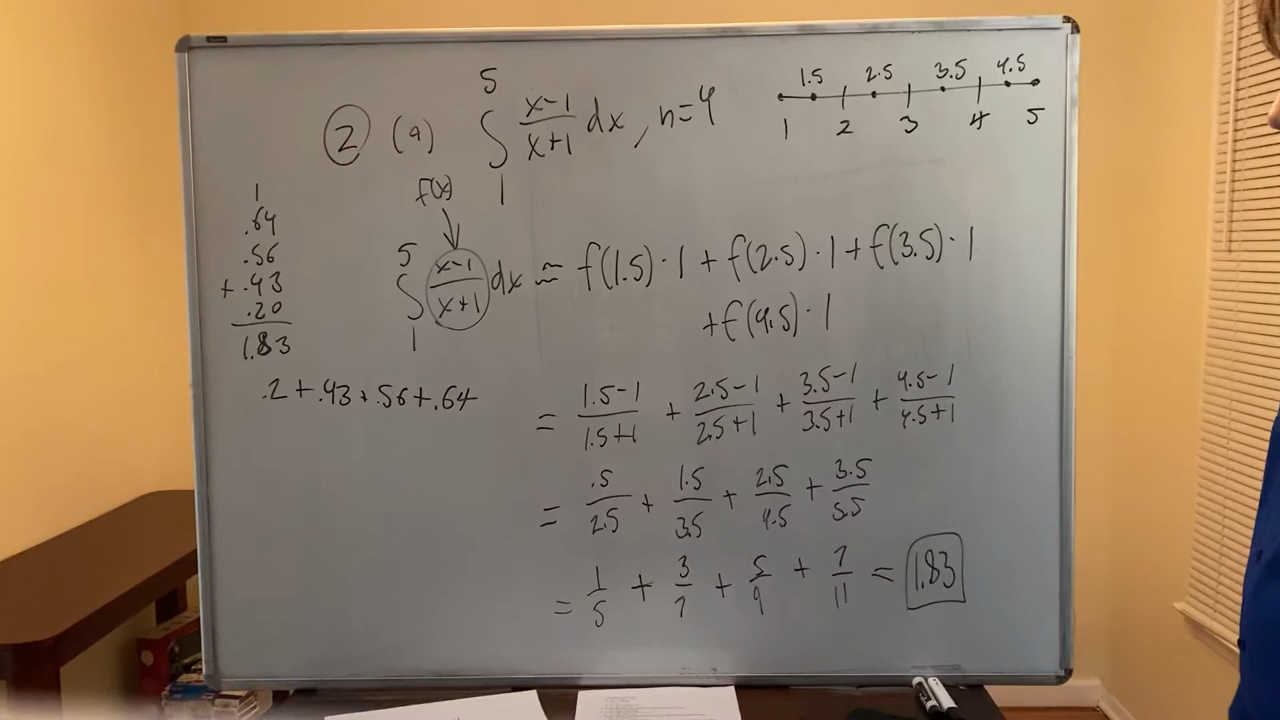 ② (a) ∫₁⁵ (x-1)/(x+1) dx, n=4
1.5 2.5 3.5 4.5
1 2 3 4 5
f(x)
∫₁⁵ (x-1)/(x+1) dx ≈ f(1.5)·1 + f(2.5)·1 + f(3.5)·1
+ f(4.5)·1
= (1.5-1)/(1.5+1) + (2.5-1)/(2.5+1) + (3.5-1)/(3.5+1) + (4.5-1)/(4.5+1)
= .5/2.5 + 1.5/3.5 + 2.5/4.5 + 3.5/5.5
= 1/5 + 3/7 + 5/9 + 7/11 = 1.83
1
.64
.56
+ .43
.20
1.83
.2 + .43 + .56 + .64